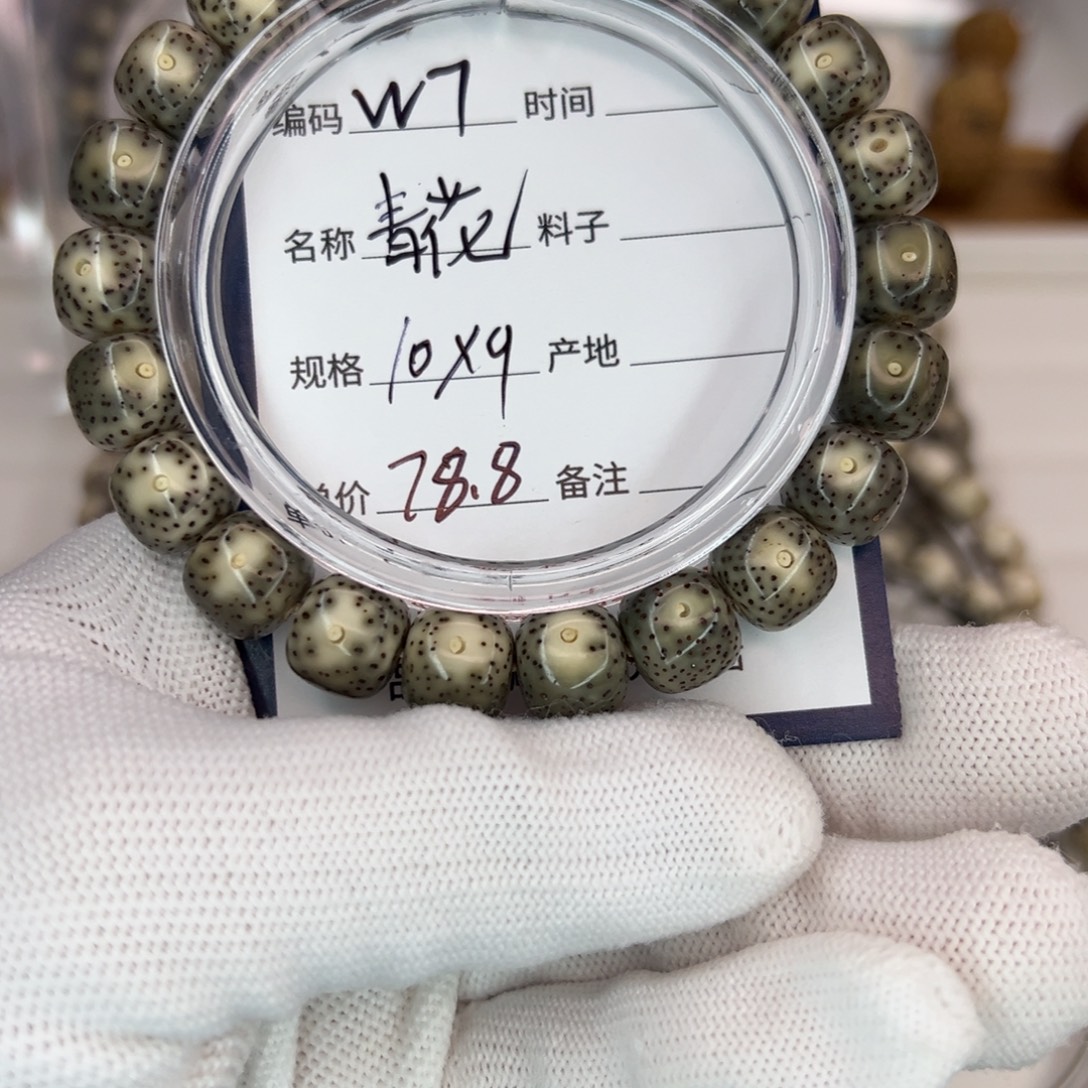 编码 W7 时间
名称 青花 料子
规格 10X9 产地
单价 78.8 备注